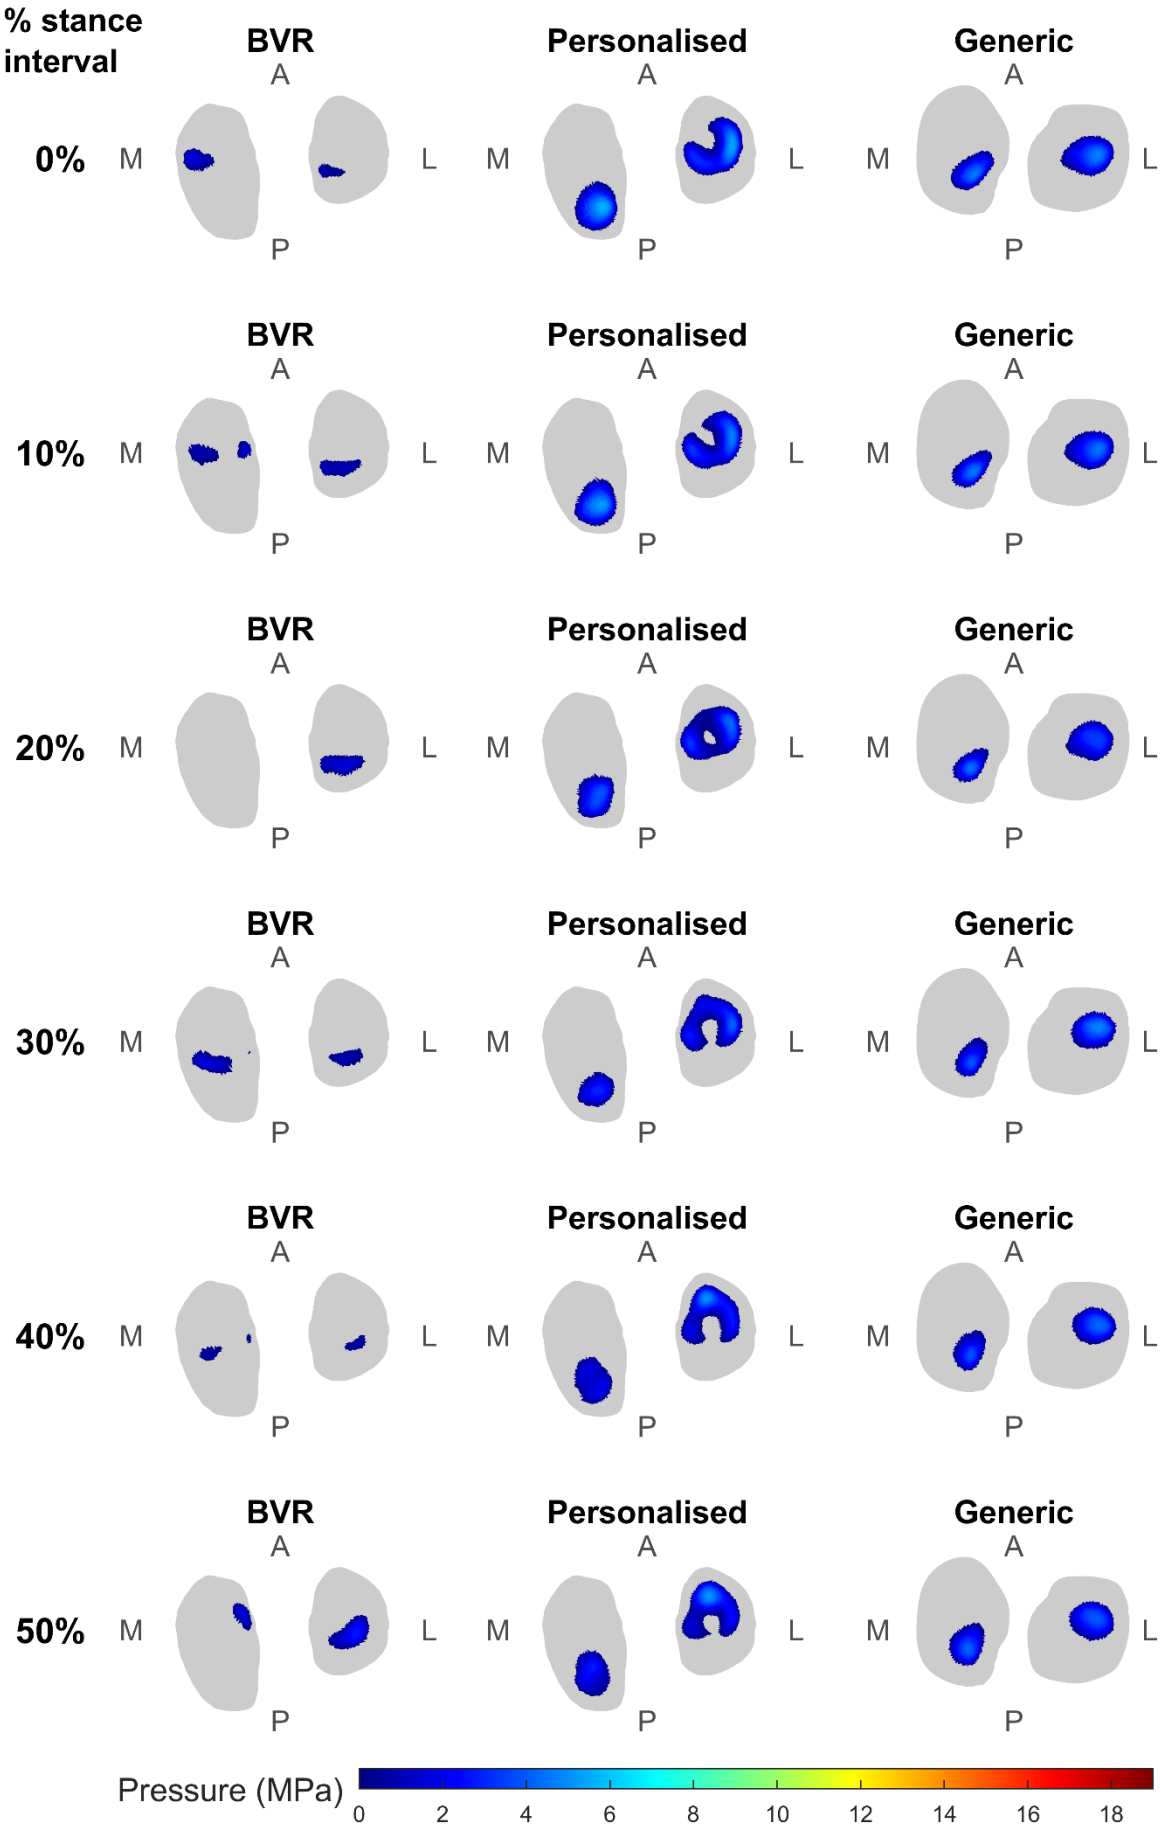 % stance
interval
BVR Personalised Generic
A A A
0% M L M L M L
P P P
BVR Personalised Generic
A A A
10% M L M L M L
P P P
BVR Personalised Generic
A A A
20% M L M L M L
P P P
BVR Personalised Generic
A A A
30% M L M L M L
P P P
BVR Personalised Generic
A A A
40% M L M L M L
P P P
BVR Personalised Generic
A A A
50% M L M L M L
P P P
Pressure (MPa)
0 2 4 6 8 10 12 14 16 18